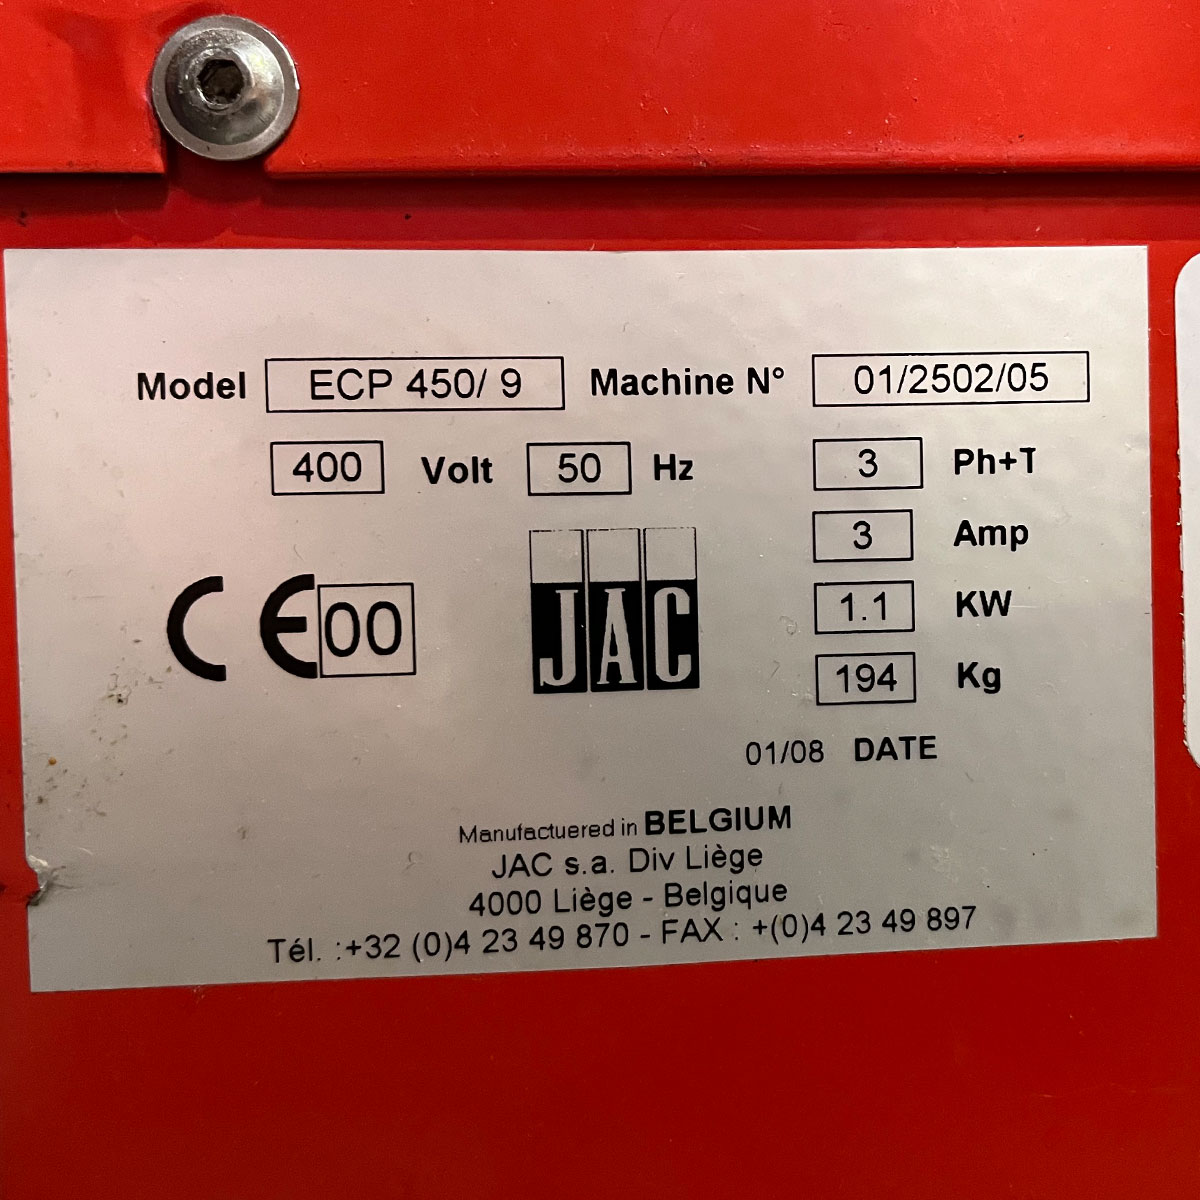 Model ECP 450/ 9 Machine N° 01/2502/05
400 Volt 50 Hz 3 Ph+T
3 Amp
CE 00
JAC
1.1 KW
194 Kg
01/08 DATE
Manufactuered in BELGIUM
JAC s.a. Div Liège
4000 Liège - Belgique
Tél. :+32 (0)4 23 49 870 - FAX : +(0)4 23 49 897